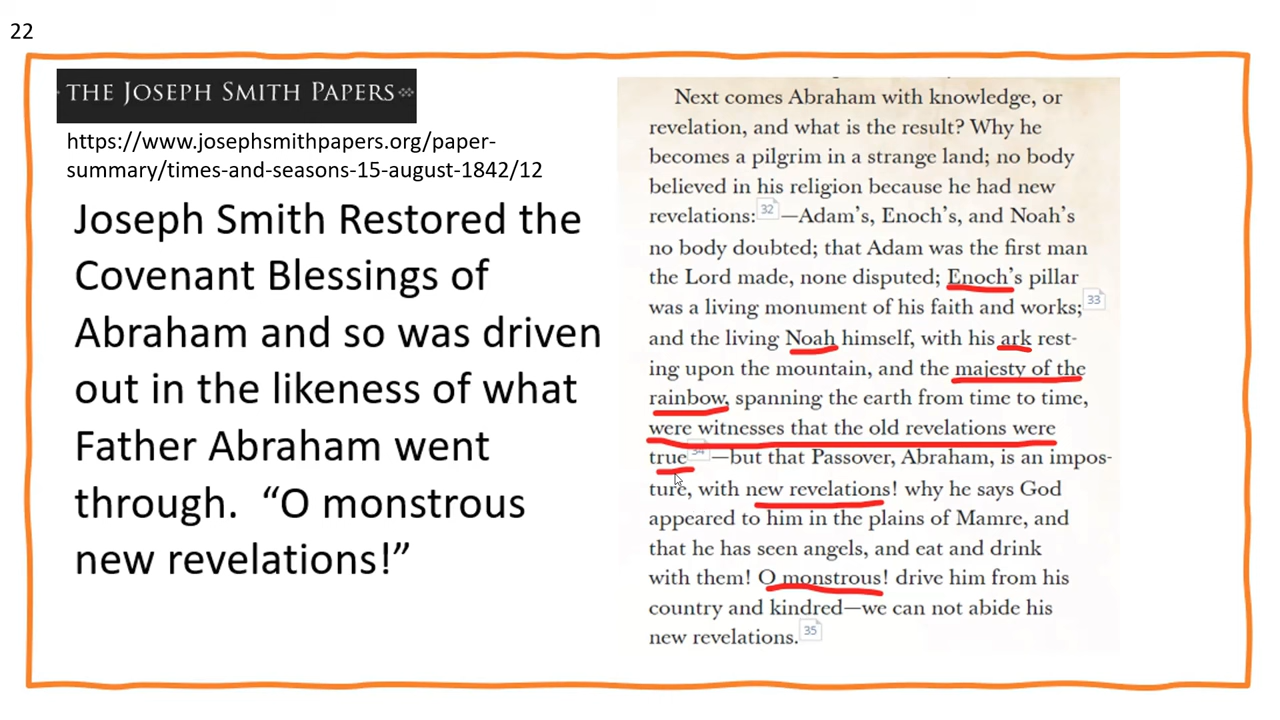 22
THE JOSEPH SMITH PAPERS
https://www.josephsmithpapers.org/paper-
summary/times-and-seasons-15-august-1842/12
Joseph Smith Restored the
Covenant Blessings of
Abraham and so was driven
out in the likeness of what
Father Abraham went
through. “O monstrous
new revelations!”
Next comes Abraham with knowledge, or
revelation, and what is the result? Why he
becomes a pilgrim in a strange land; no body
believed in his religion because he had new
revelations:32—Adam’s, Enoch’s, and Noah’s
no body doubted; that Adam was the first man
the Lord made, none disputed; Enoch’s pillar
was a living monument of his faith and works;33
and the living Noah himself, with his ark rest-
ing upon the mountain, and the majesty of the
rainbow, spanning the earth from time to time,
were witnesses that the old revelations were
true34—but that Passover, Abraham, is an impos-
ture, with new revelations! why he says God
appeared to him in the plains of Mamre, and
that he has seen angels, and eat and drink
with them! O monstrous! drive him from his
country and kindred—we can not abide his
new revelations.35